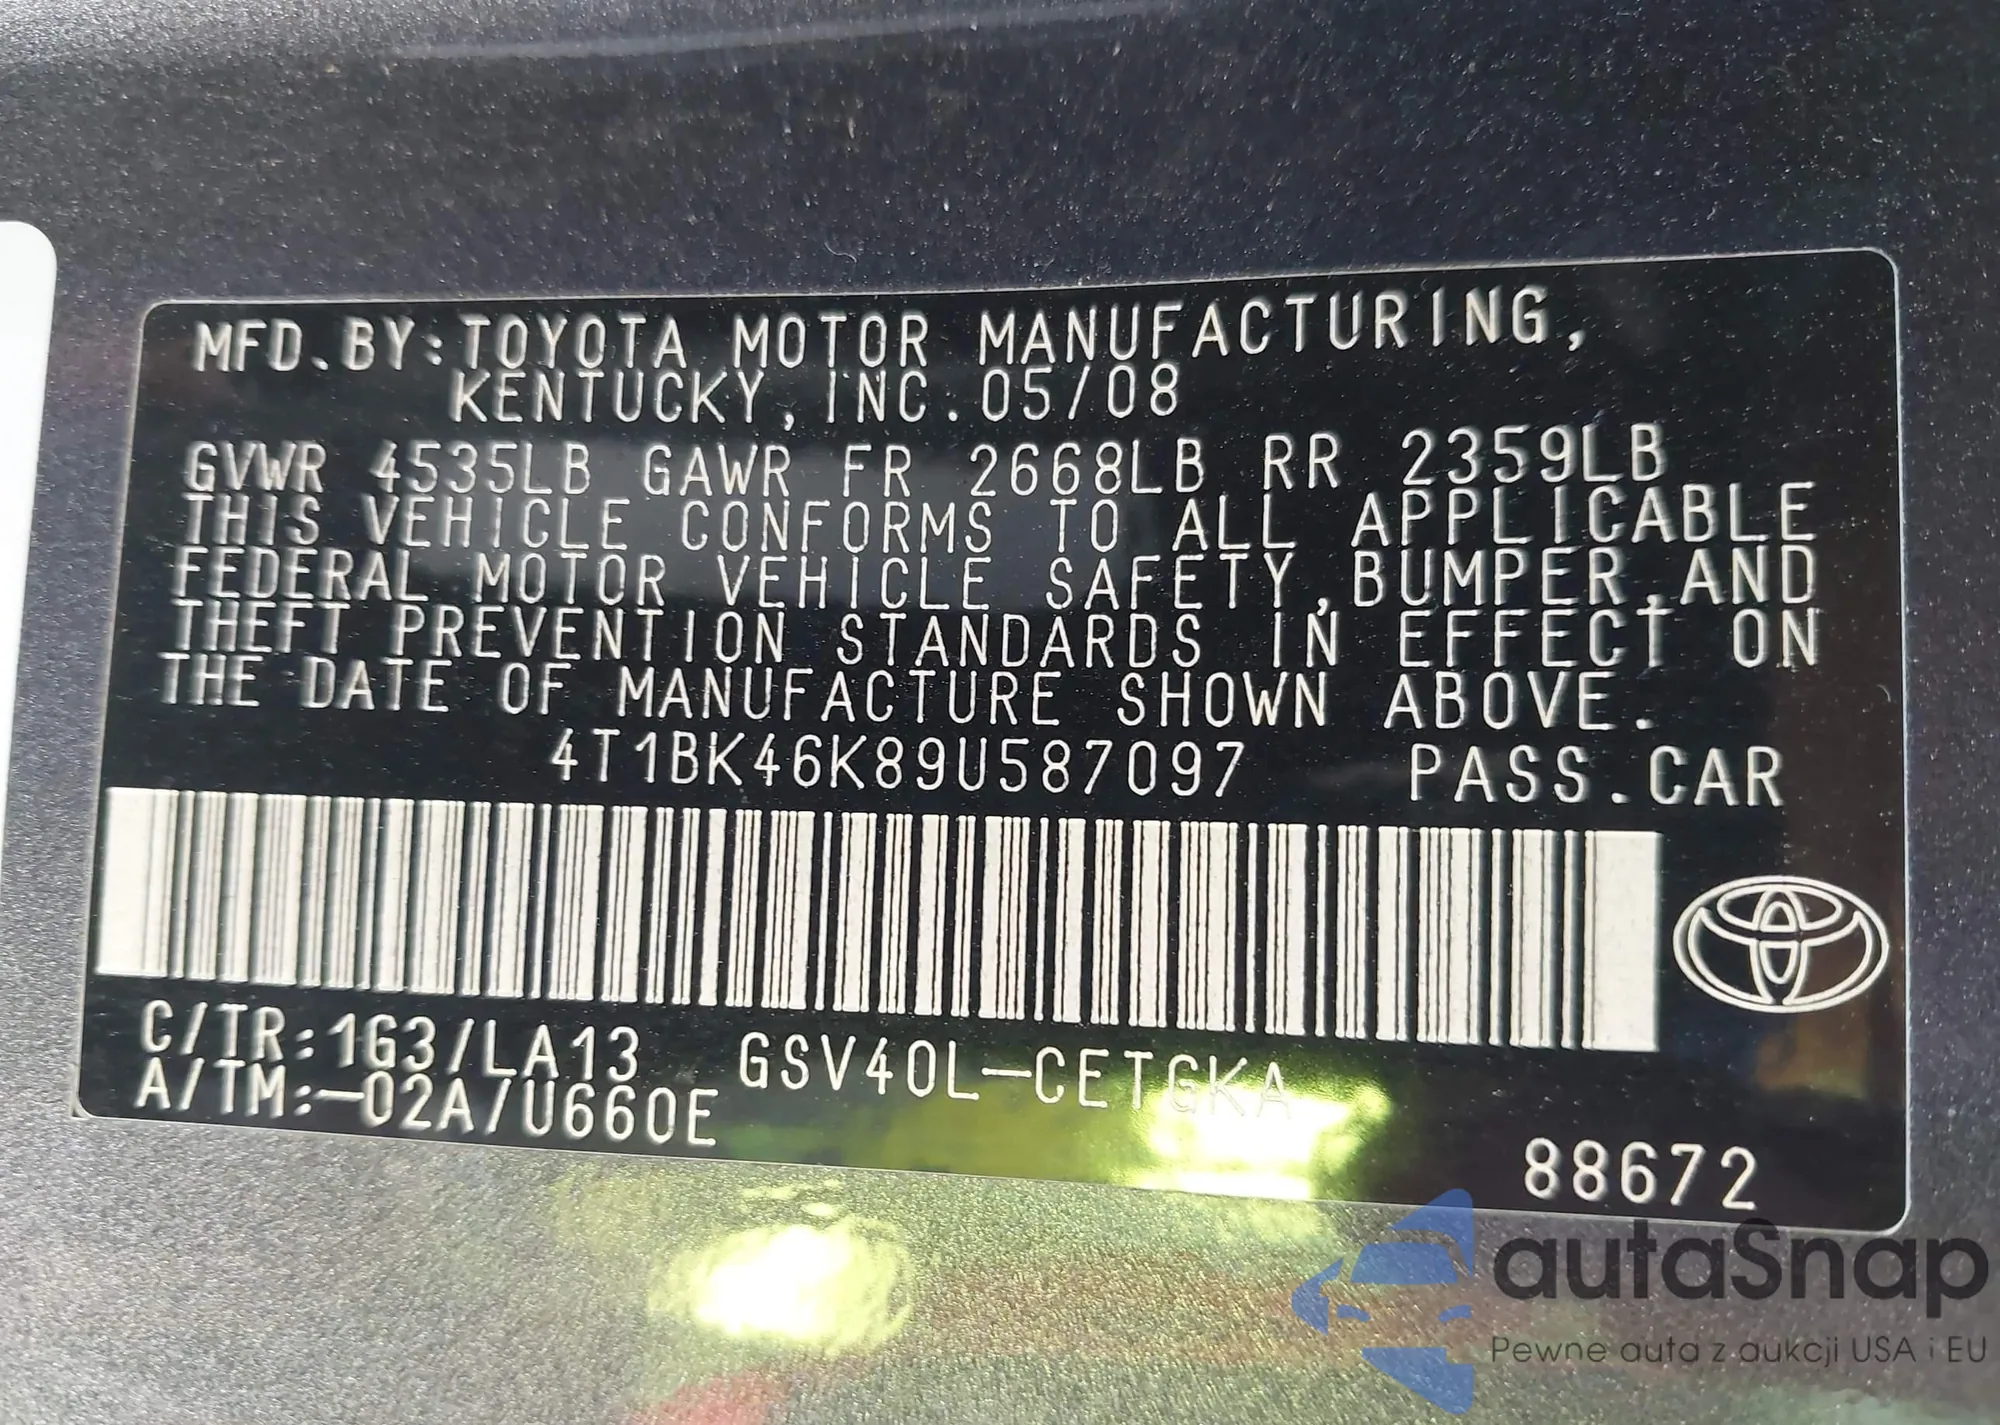 MFD.BY:TOYOTA MOTOR MANUFACTURING,
KENTUCKY, INC.05/08
GVWR 4535LB GAWR FR 2668LB RR 2359LB
THIS VEHICLE CONFORMS TO ALL APPLICABLE
FEDERAL MOTOR VEHICLE SAFETY,BUMPER,AND
THEFT PREVENTION STANDARDS IN EFFECT ON
THE DATE OF MANUFACTURE SHOWN ABOVE.
4T1BK46K89U587097 PASS.CAR
C/TR:1G3/LA13 GSV40L-CETGKA
A/TM:-02A/U660E
88672
autaSnap
Pewne auta z aukcji USA i EU